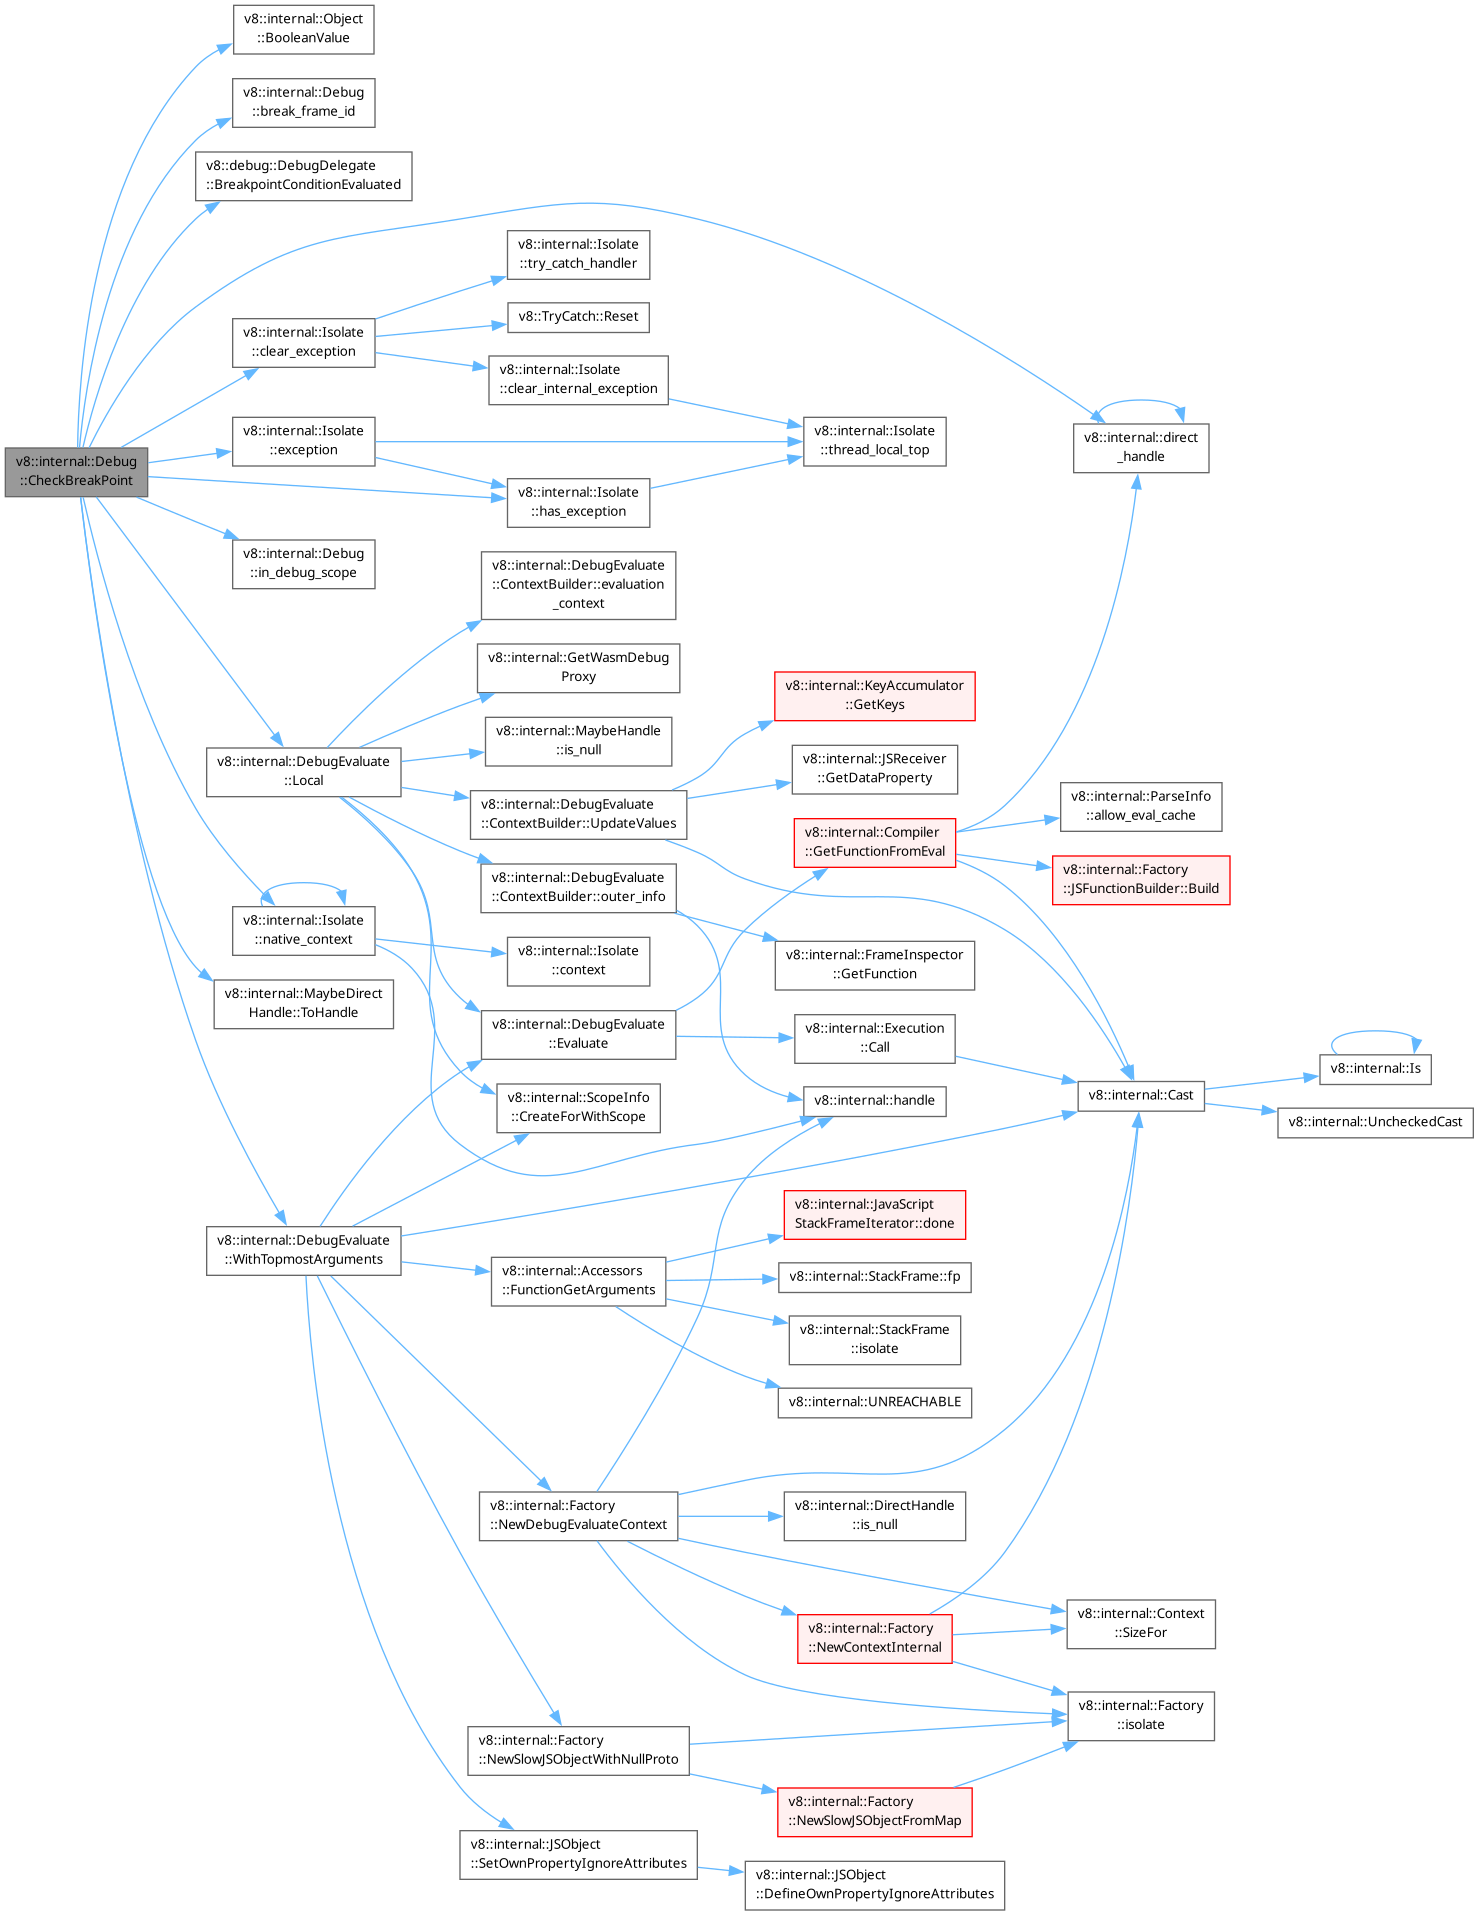 v8::internal::Object
::BooleanValue
v8::internal::Debug
::break_frame_id
v8::debug::DebugDelegate
::BreakpointConditionEvaluated
v8::internal::Isolate
::try_catch_handler
v8::TryCatch::Reset
v8::internal::Isolate
::clear_exception
v8::internal::Isolate
::clear_internal_exception
v8::internal::Isolate
::exception
v8::internal::Isolate
::thread_local_top
v8::internal::direct
_handle
v8::internal::Debug
::CheckBreakPoint
v8::internal::Isolate
::has_exception
v8::internal::Debug
::in_debug_scope
v8::internal::DebugEvaluate
::ContextBuilder::evaluation
_context
v8::internal::GetWasmDebug
Proxy
v8::internal::KeyAccumulator
::GetKeys
v8::internal::MaybeHandle
::is_null
v8::internal::DebugEvaluate
::Local
v8::internal::JSReceiver
::GetDataProperty
v8::internal::DebugEvaluate
::ContextBuilder::UpdateValues
v8::internal::ParseInfo
::allow_eval_cache
v8::internal::Compiler
::GetFunctionFromEval
v8::internal::Factory
::JSFunctionBuilder::Build
v8::internal::DebugEvaluate
::ContextBuilder::outer_info
v8::internal::Isolate
::native_context
v8::internal::Isolate
::context
v8::internal::FrameInspector
::GetFunction
v8::internal::MaybeDirect
Handle::ToHandle
v8::internal::DebugEvaluate
::Evaluate
v8::internal::Execution
::Call
v8::internal::Is
v8::internal::ScopeInfo
::CreateForWithScope
v8::internal::handle
v8::internal::Cast
v8::internal::UncheckedCast
v8::internal::JavaScript
StackFrameIterator::done
v8::internal::DebugEvaluate
::WithTopmostArguments
v8::internal::Accessors
::FunctionGetArguments
v8::internal::StackFrame::fp
v8::internal::StackFrame
::isolate
v8::internal::UNREACHABLE
v8::internal::Factory
::NewDebugEvaluateContext
v8::internal::DirectHandle
::is_null
v8::internal::Factory
::NewContextInternal
v8::internal::Context
::SizeFor
v8::internal::Factory
::isolate
v8::internal::Factory
::NewSlowJSObjectWithNullProto
v8::internal::Factory
::NewSlowJSObjectFromMap
v8::internal::JSObject
::SetOwnPropertyIgnoreAttributes
v8::internal::JSObject
::DefineOwnPropertyIgnoreAttributes